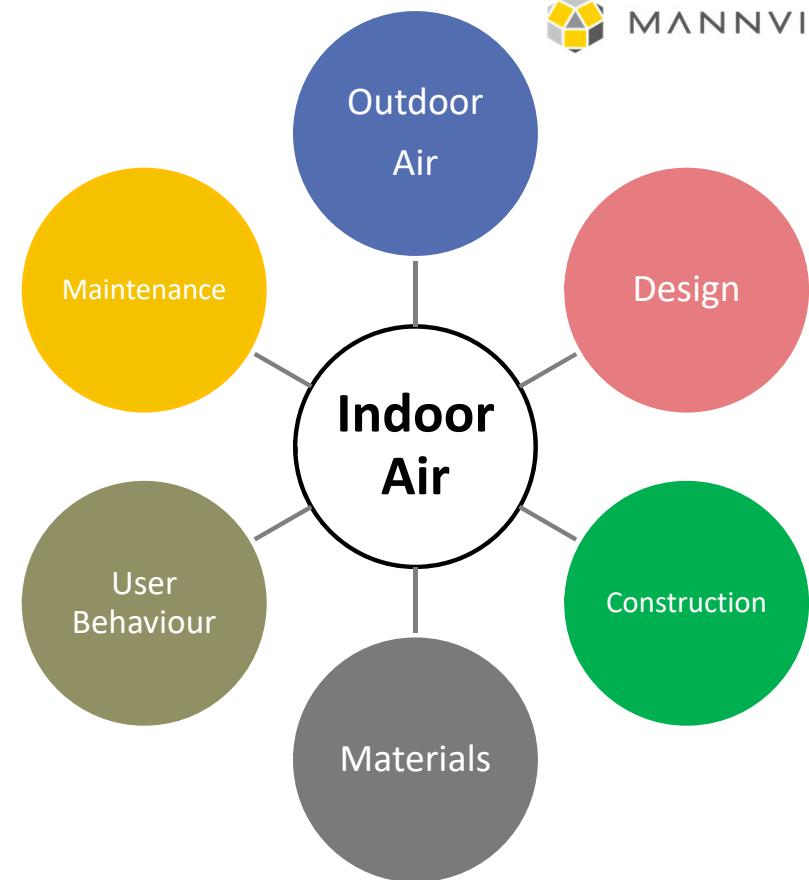 MANNVI
Outdoor
Air
Maintenance
Design
Indoor
Air
User
Behaviour
Construction
Materials